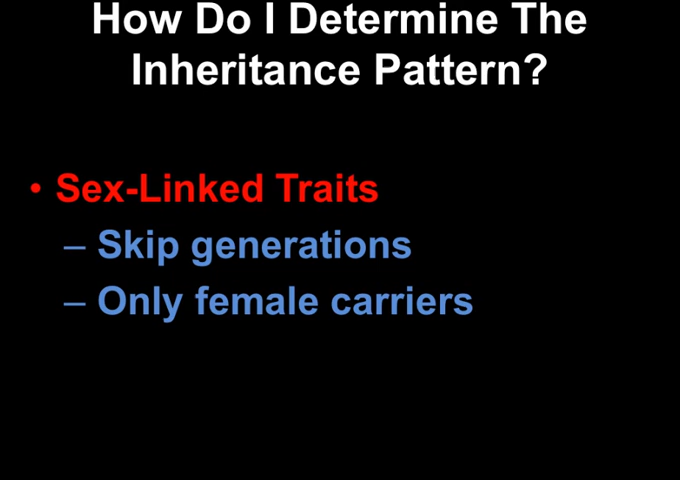 How Do I Determine The
Inheritance Pattern?
• Sex-Linked Traits
– Skip generations
– Only female carriers